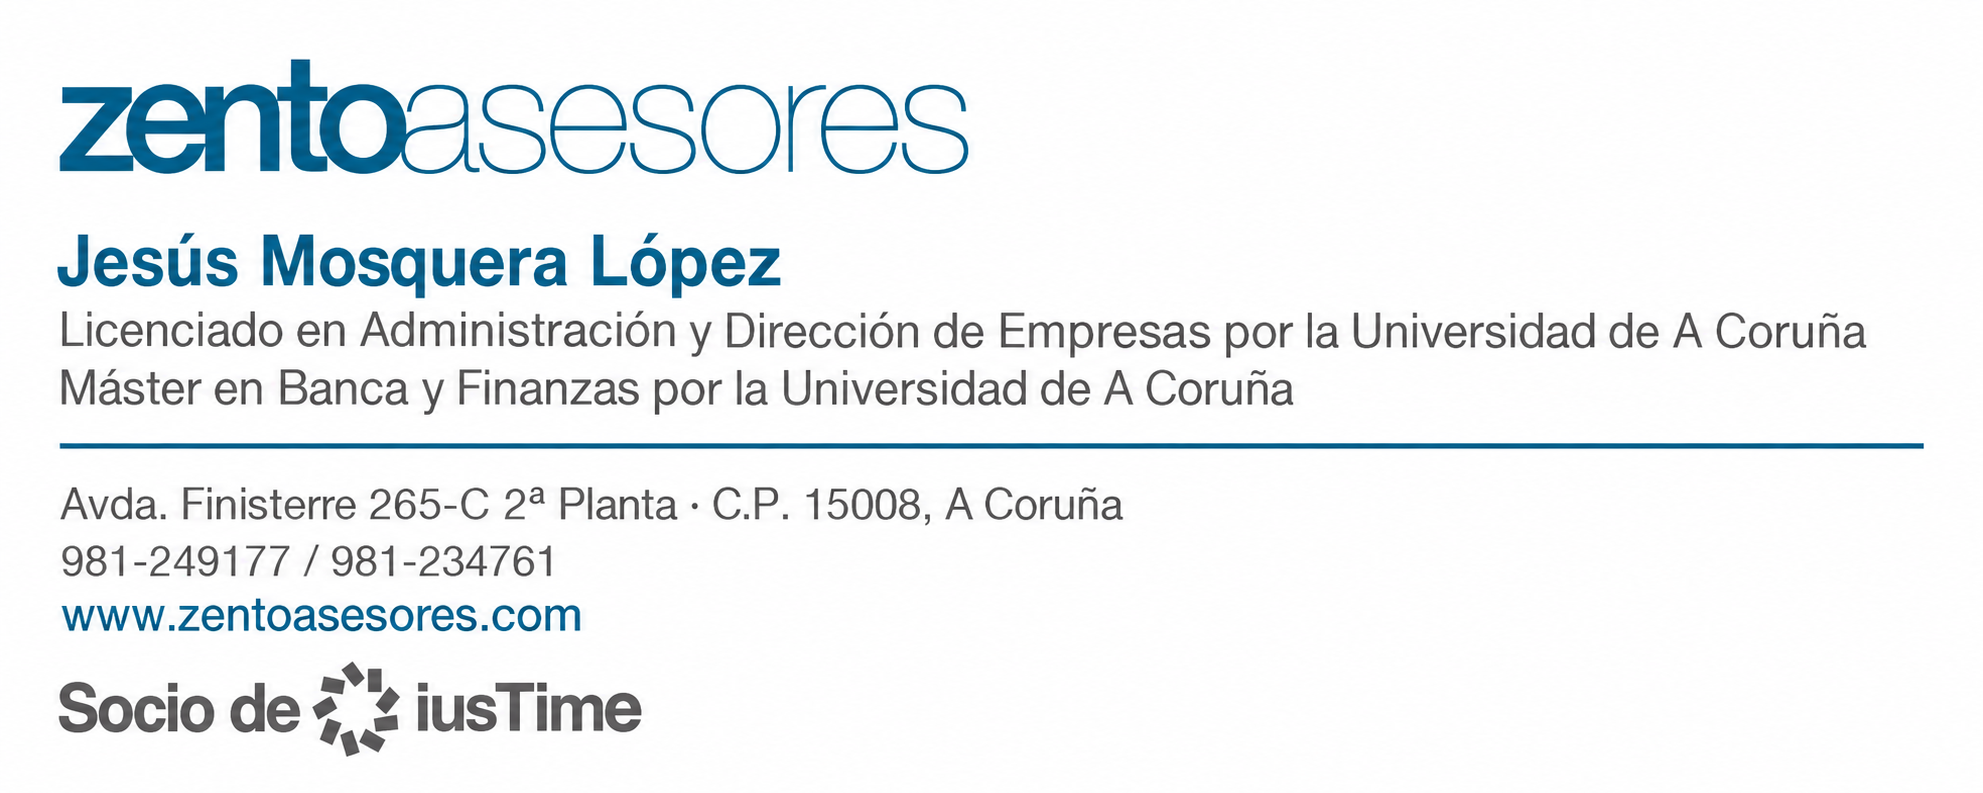 zentoasesores
Jesús Mosquera López
Licenciado en Administración y Dirección de Empresas por la Universidad de A Coruña
Máster en Banca y Finanzas por la Universidad de A Coruña
Avda. Finisterre 265-C 2ª Planta · C.P. 15008, A Coruña
981-249177 / 981-234761
www.zentoasesores.com
Socio de iusTime